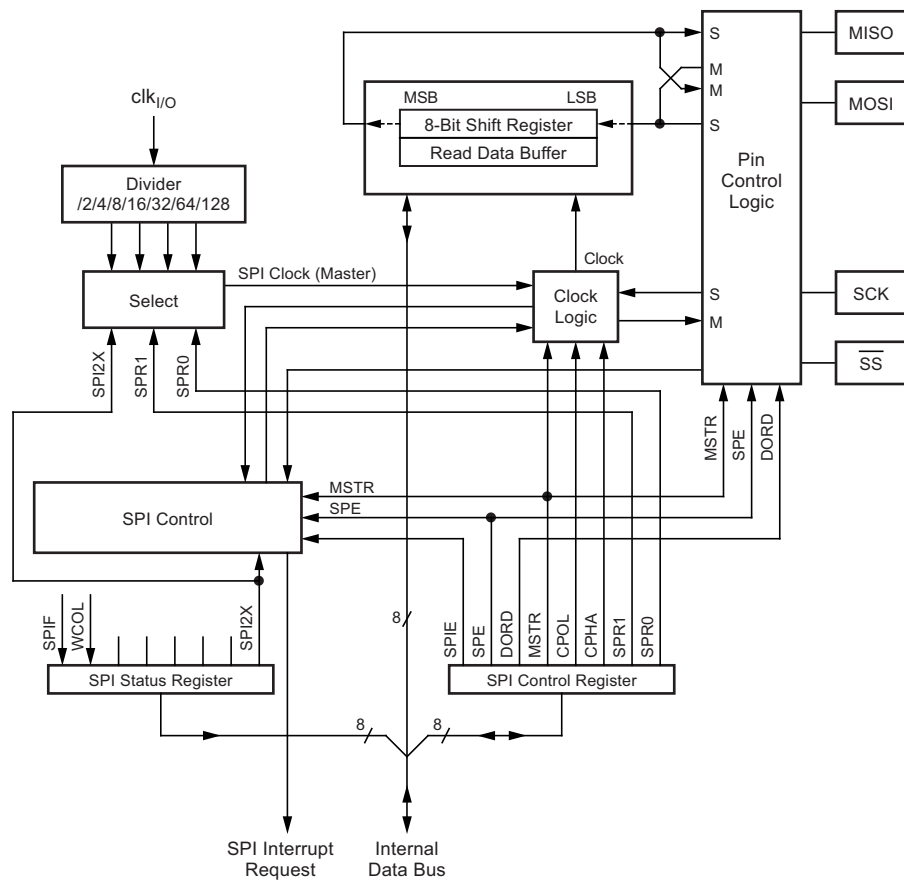 S
MISO
M
M
clkI/O
MSB
LSB
MOSI
8-Bit Shift Register
S
Read Data Buffer
Pin
Control
Logic
Divider
/2/4/8/16/32/64/128
SPI Clock (Master)
Clock
Select
Clock
Logic
S
M
SCK
SS
SPI2X
SPR1
SPR0
MSTR
SPE
DORD
SPI Control
MSTR
SPE
SPIF
WCOL
SPI2X
8
SPIE
SPE
DORD
MSTR
CPOL
CPHA
SPR1
SPR0
SPI Status Register
SPI Control Register
8
8
SPI Interrupt
Request
Internal
Data Bus